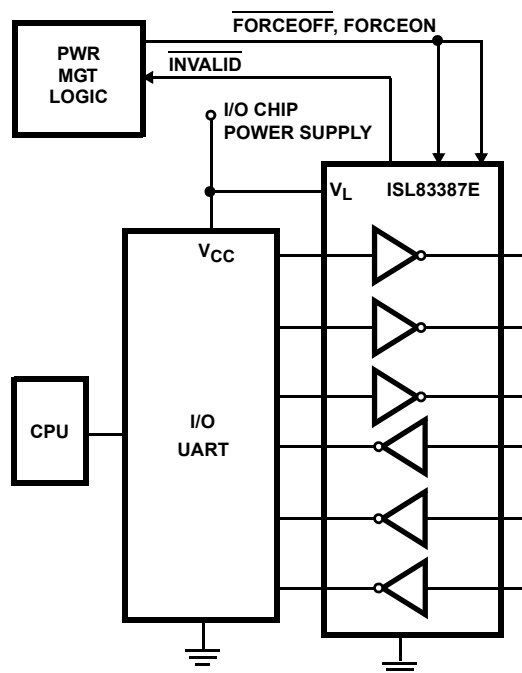 FORCEOFF, FORCEON
PWR
MGT
LOGIC
INVALID
I/O CHIP
POWER SUPPLY
VL
ISL83387E
VCC
CPU
I/O
UART